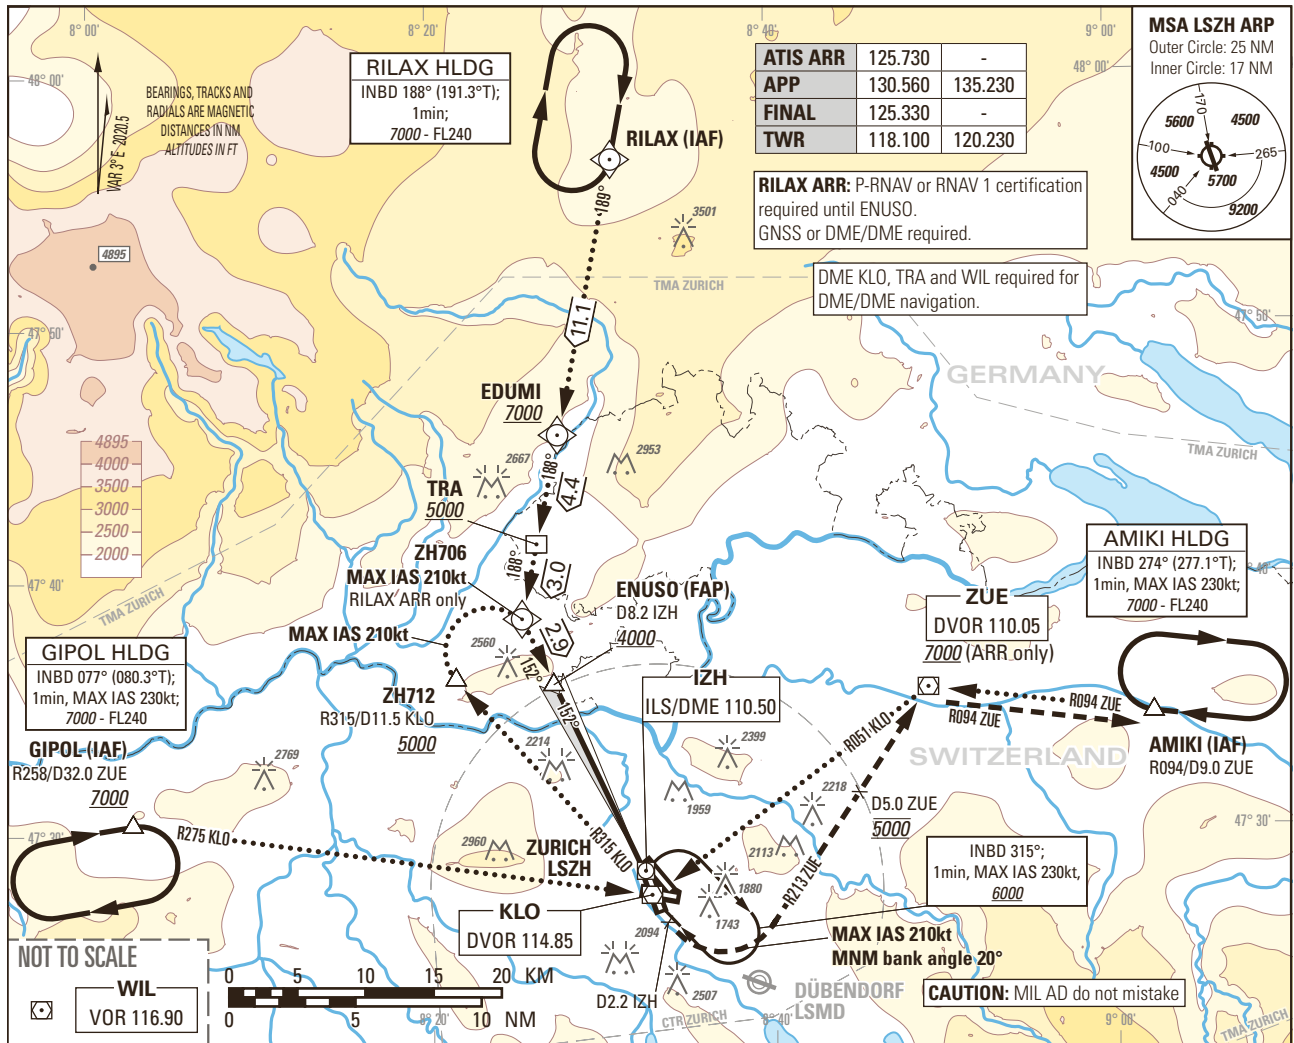 8° 00'
8° 20'
8° 40'
9° 00'
48° 00'
48° 00'
BEARINGS, TRACKS AND
RADIALS ARE MAGNETIC
DISTANCES IN NM
ALTITUDES IN FT
VAR 3° E 2020.5
RILAX HLDG
INBD 188° (191.3°T);
1min;
7000 - FL240
RILAX (IAF)
ATIS ARR 125.730 -
APP 130.560 135.230
FINAL 125.330 -
TWR 118.100 120.230
MSA LSZH ARP
Outer Circle: 25 NM
Inner Circle: 17 NM
170
5600
4500
100
265
4500
5700
040
9200
RILAX ARR: P-RNAV or RNAV 1 certification
required until ENUSO.
GNSS or DME/DME required.
DME KLO, TRA and WIL required for
DME/DME navigation.
189°
3501
4895
TMA ZURICH
11.1
47° 50'
47° 50'
GERMANY
EDUMI
7000
TMA ZURICH
4895
4000
3500
3000
2500
2000
2667
2953
188°
4.4
TRA
5000
188°
3.0
ZH706
MAX IAS 210kt
RILAX ARR only
47° 40'
40'
TMA ZURICH
AMIKI HLDG
INBD 274° (277.1°T);
1min, MAX IAS 230kt;
7000 - FL240
ENUSO (FAP)
D8.2 IZH
4000
ZUE
DVOR 110.05
7000 (ARR only)
MAX IAS 210kt
2.9
152°
2560
152°
GIPOL HLDG
INBD 077° (080.3°T);
1min, MAX IAS 230kt;
7000 - FL240
ZH712
R315/D11.5 KLO
5000
IZH
ILS/DME 110.50
R094 ZUE
R094 ZUE
AMIKI (IAF)
R094/D9.0 ZUE
R051 KLO
SWITZERLAND
GIPOL (IAF)
R258/D32.0 ZUE
7000
2769
2214
2399
1959
2218
D5.0 ZUE
5000
47° 30'
47° 30'
R275 KLO
R315 KLO
2960
ZURICH
LSZH
2113
R213 ZUE
1880
1743
INBD 315°;
1min, MAX IAS 230kt,
6000
KLO
DVOR 114.85
2094
MAX IAS 210kt
MNM bank angle 20°
NOT TO SCALE
WIL
VOR 116.90
0 5 10 15 20 KM
0 5 10 NM
D2.2 IZH
2507
DÜBENDORF
LSMD
CAUTION: MIL AD do not mistake
8° 20'
CTR ZURICH
8° 40'
9° 00'
TMA ZURICH